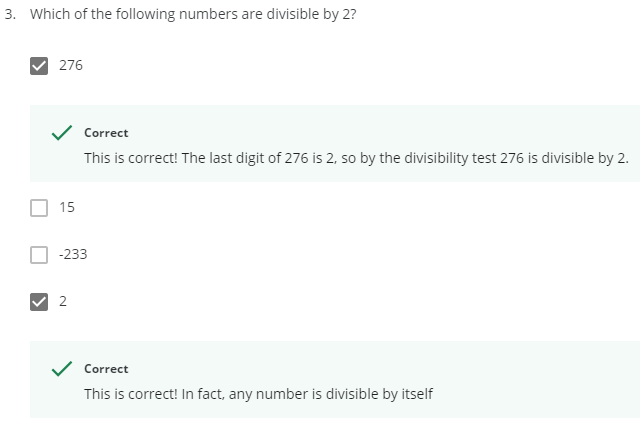 3. Which of the following numbers are divisible by 2?
276
Correct
This is correct! The last digit of 276 is 2, so by the divisibility test 276 is divisible by 2.
15
-233
2
Correct
This is correct! In fact, any number is divisible by itself